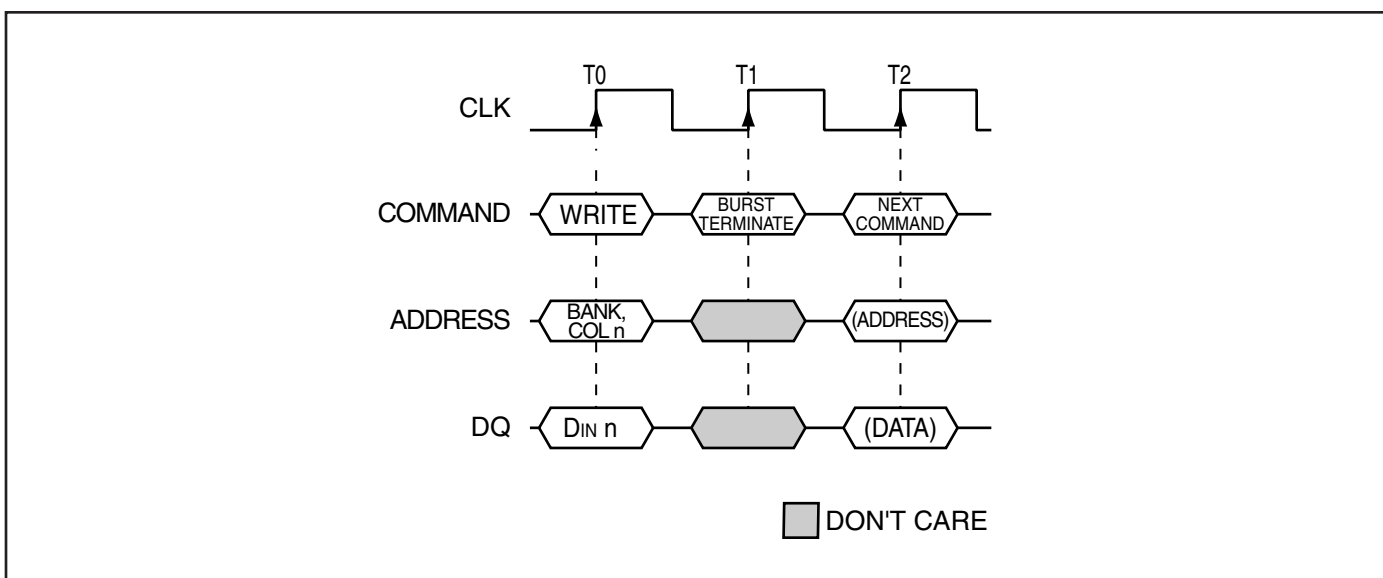 T0 T1 T2
CLK
COMMAND WRITE BURST TERMINATE NEXT COMMAND
ADDRESS BANK, COL n (ADDRESS)
DQ DIN n (DATA)
DON'T CARE